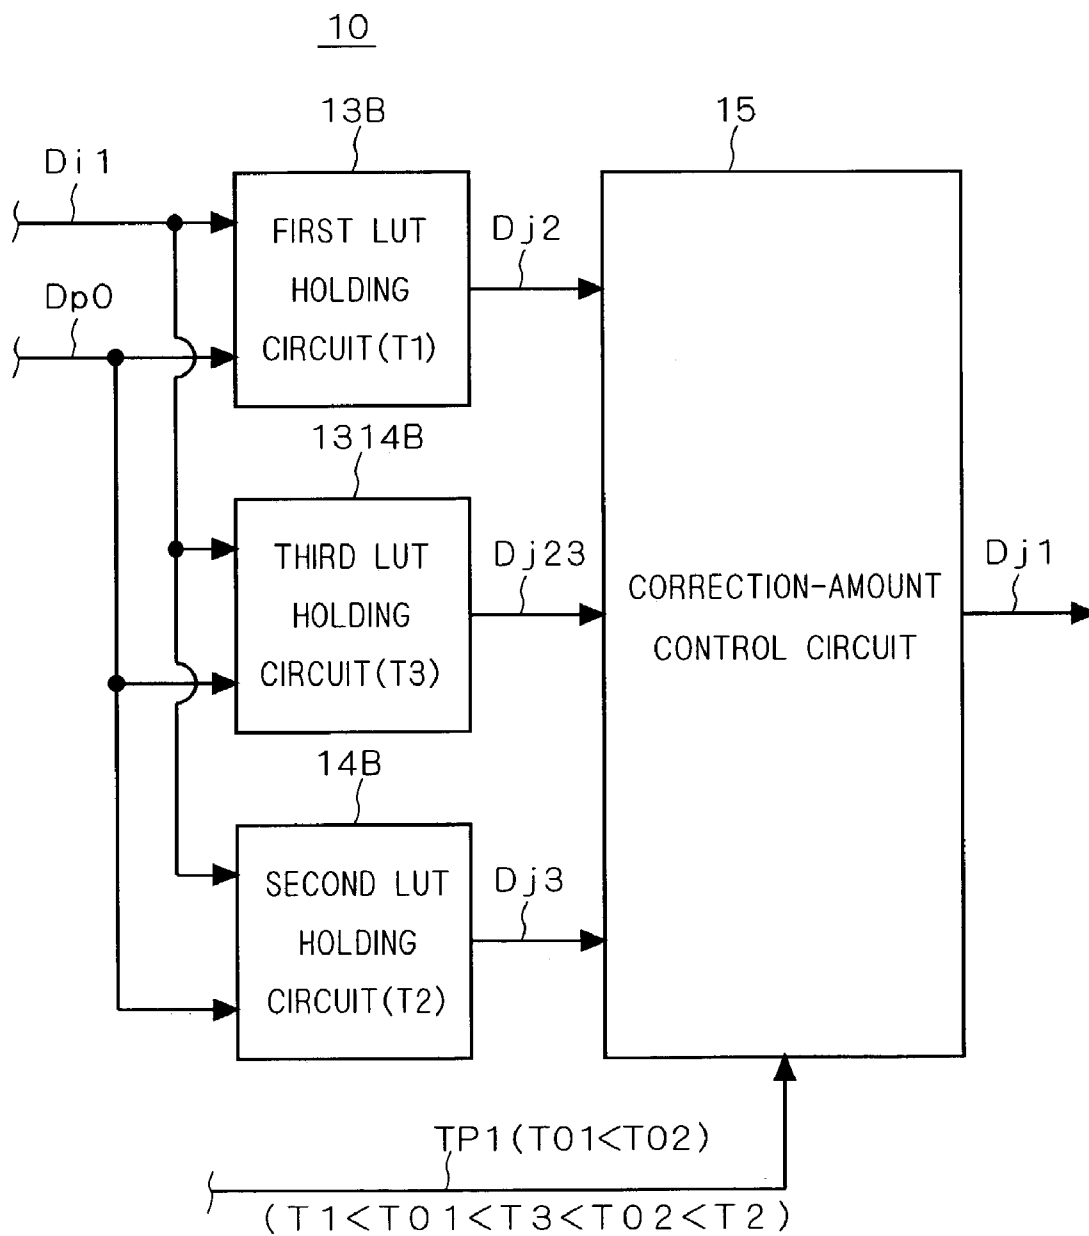 10
13B
15
Di1
FIRST LUT
HOLDING
CIRCUIT(T1)
Dj2
Dp0
1314B
THIRD LUT
HOLDING
CIRCUIT(T3)
Dj23
CORRECTION-AMOUNT
CONTROL CIRCUIT
Dj1
14B
SECOND LUT
HOLDING
CIRCUIT(T2)
Dj3
TP1(T01<T02)
(T1<T01<T3<T02<T2)